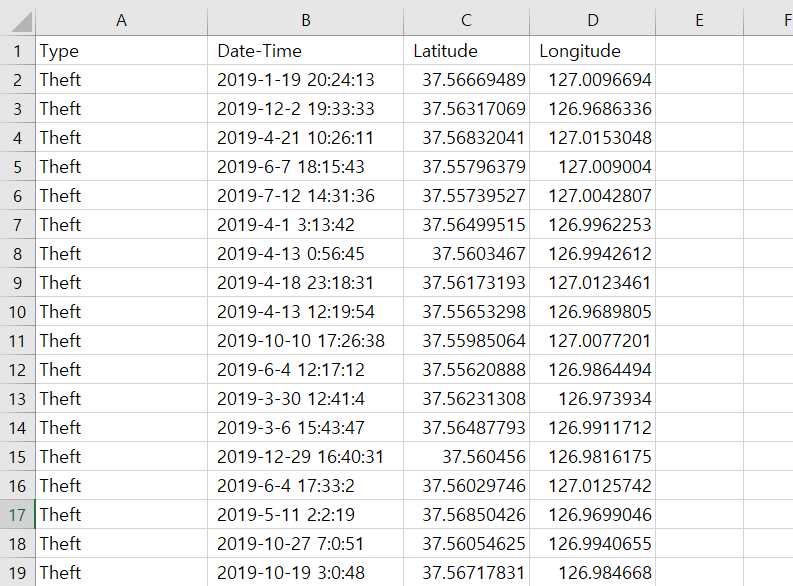 A B C D E F
1 Type Date-Time Latitude Longitude
2 Theft 2019-1-19 20:24:13 37.56669489 127.0096694
3 Theft 2019-12-2 19:33:33 37.56317069 126.9686336
4 Theft 2019-4-21 10:26:11 37.56832041 127.0153048
5 Theft 2019-6-7 18:15:43 37.55796379 127.009004
6 Theft 2019-7-12 14:31:36 37.55739527 127.0042807
7 Theft 2019-4-1 3:13:42 37.56499515 126.9962253
8 Theft 2019-4-13 0:56:45 37.5603467 126.9942612
9 Theft 2019-4-18 23:18:31 37.56173193 127.0123461
10 Theft 2019-4-13 12:19:54 37.55653298 126.9689805
11 Theft 2019-10-10 17:26:38 37.55985064 127.0077201
12 Theft 2019-6-4 12:17:12 37.55620888 126.9864494
13 Theft 2019-3-30 12:41:4 37.56231308 126.973934
14 Theft 2019-3-6 15:43:47 37.56487793 126.9911712
15 Theft 2019-12-29 16:40:31 37.560456 126.9816175
16 Theft 2019-6-4 17:33:2 37.56029746 127.0125742
17 Theft 2019-5-11 2:2:19 37.56850426 126.9699046
18 Theft 2019-10-27 7:0:51 37.56054625 126.9940655
19 Theft 2019-10-19 3:0:48 37.56717831 126.984668